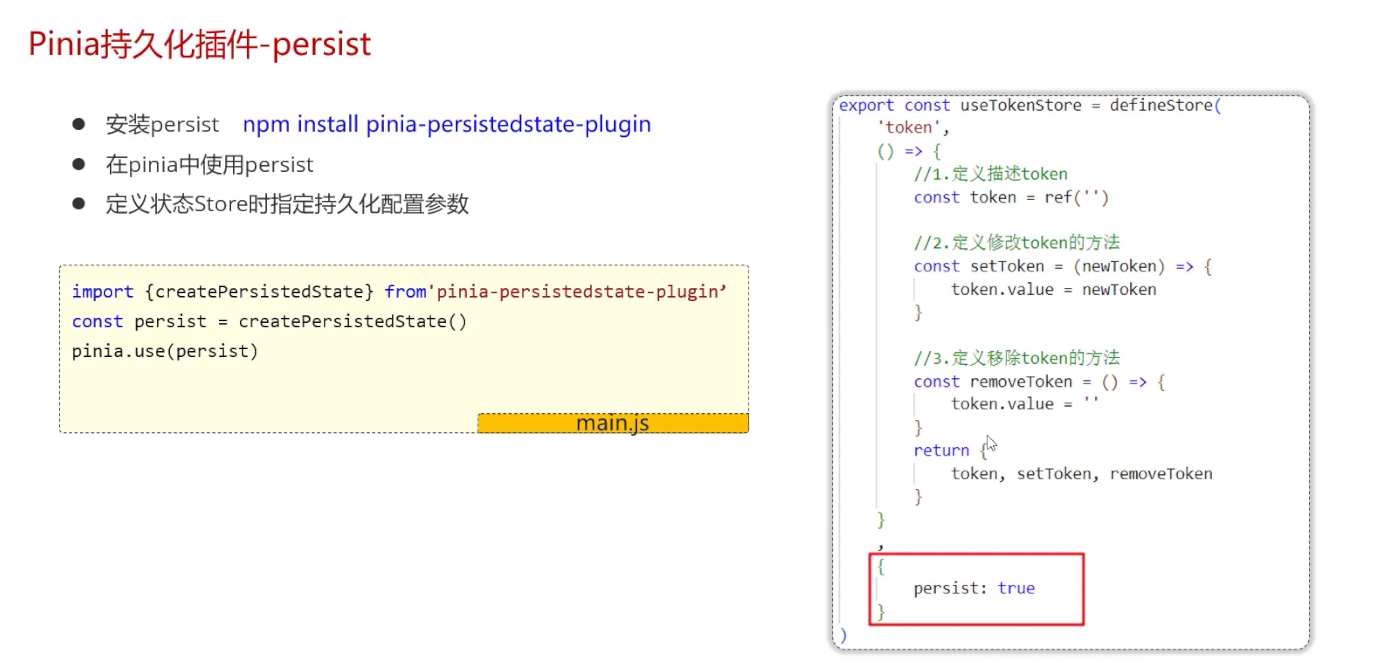 Pinia持久化插件-persist
● 安装persist npm install pinia-persistedstate-plugin
● 在pinia中使用persist
● 定义状态Store时指定持久化配置参数
import {createPersistedState} from'pinia-persistedstate-plugin’
const persist = createPersistedState()
pinia.use(persist)
main.js
export const useTokenStore = defineStore(
    'token',
    () => {
        //1.定义描述token
        const token = ref('')

        //2.定义修改token的方法
        const setToken = (newToken) => {
            token.value = newToken
        }

        //3.定义移除token的方法
        const removeToken = () => {
            token.value = ''
        }
        return {
            token, setToken, removeToken
        }
    }
    ,
    {
        persist: true
    }
)